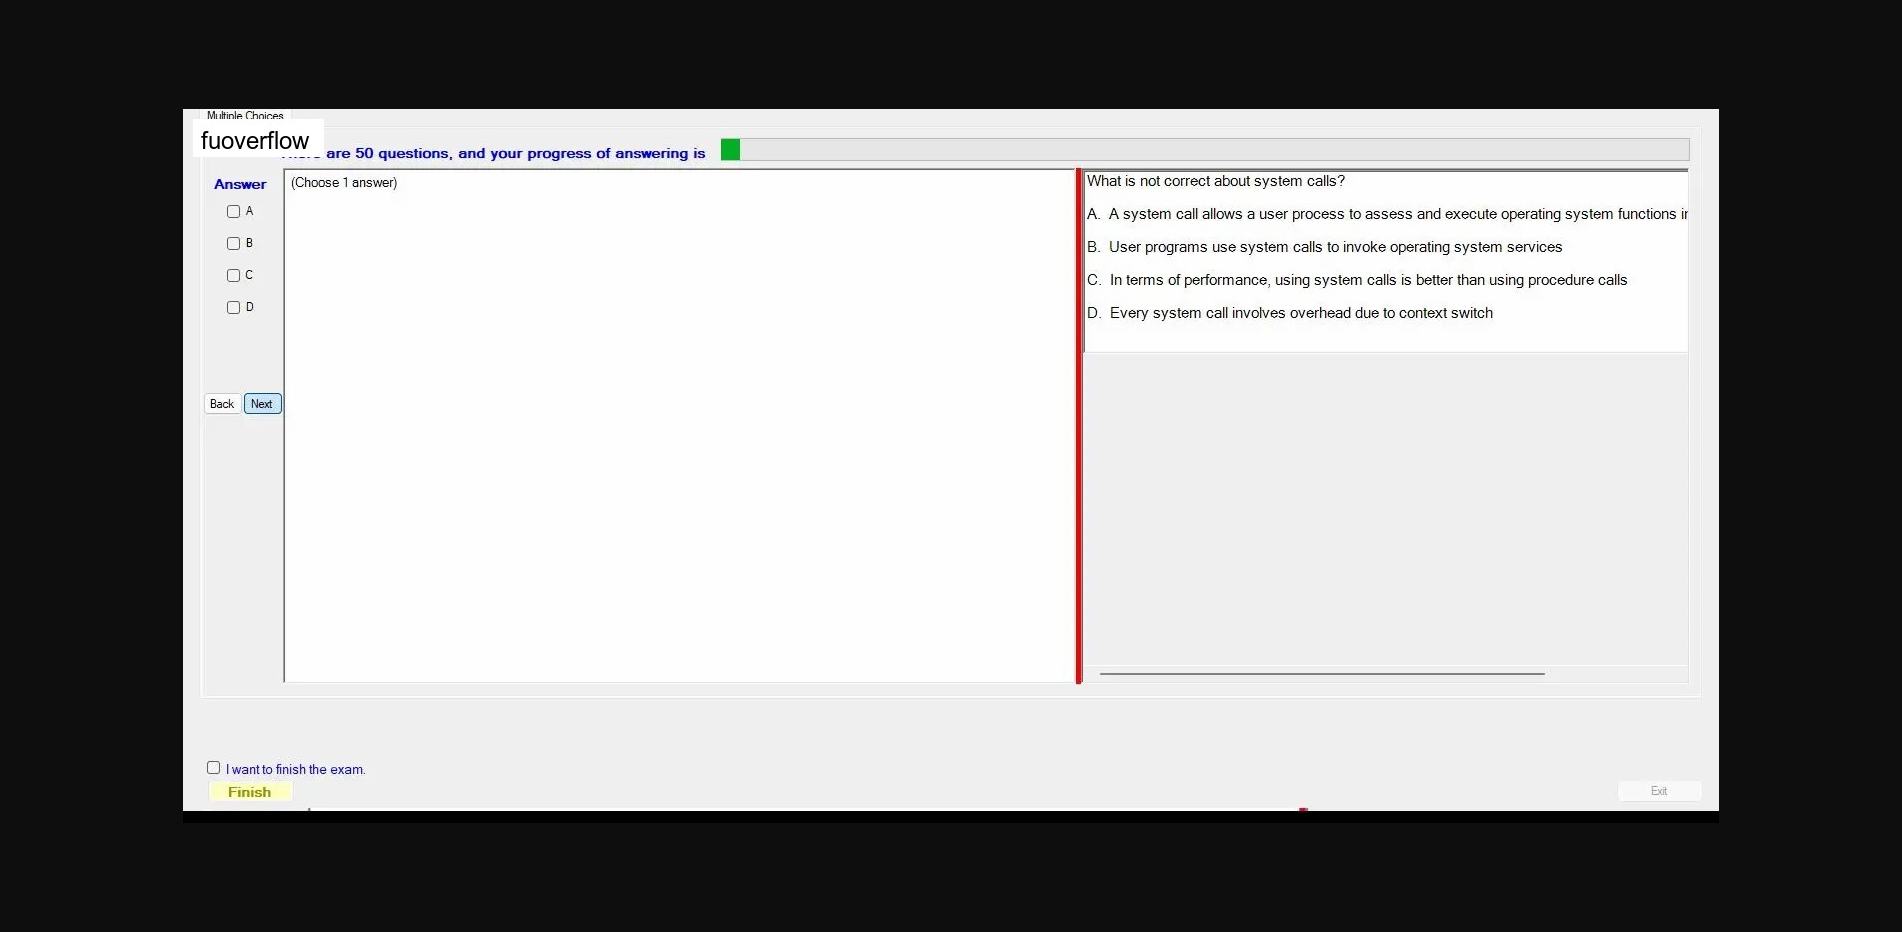 Multiple Choices
fuoverflow
are 50 questions, and your progress of answering is
Answer
(Choose 1 answer)
A
B
C
D
Back
Next
What is not correct about system calls?
A. A system call allows a user process to assess and execute operating system functions
B. User programs use system calls to invoke operating system services
C. In terms of performance, using system calls is better than using procedure calls
D. Every system call involves overhead due to context switch
I want to finish the exam.
Finish
Exit